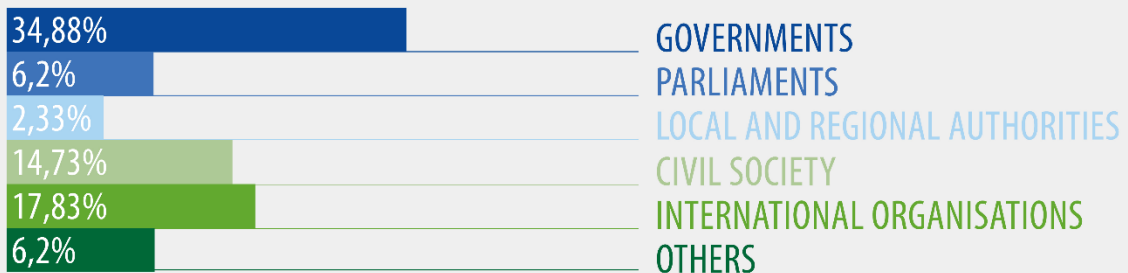 34,88% GOVERNMENTS
6,2% PARLIAMENTS
2,33% LOCAL AND REGIONAL AUTHORITIES
14,73% CIVIL SOCIETY
17,83% INTERNATIONAL ORGANISATIONS
6,2% OTHERS